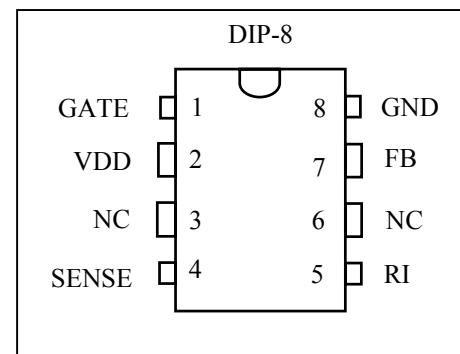 DIP-8
GATE 1 8 GND
VDD 2 7 FB
NC 3 6 NC
SENSE 4 5 RI